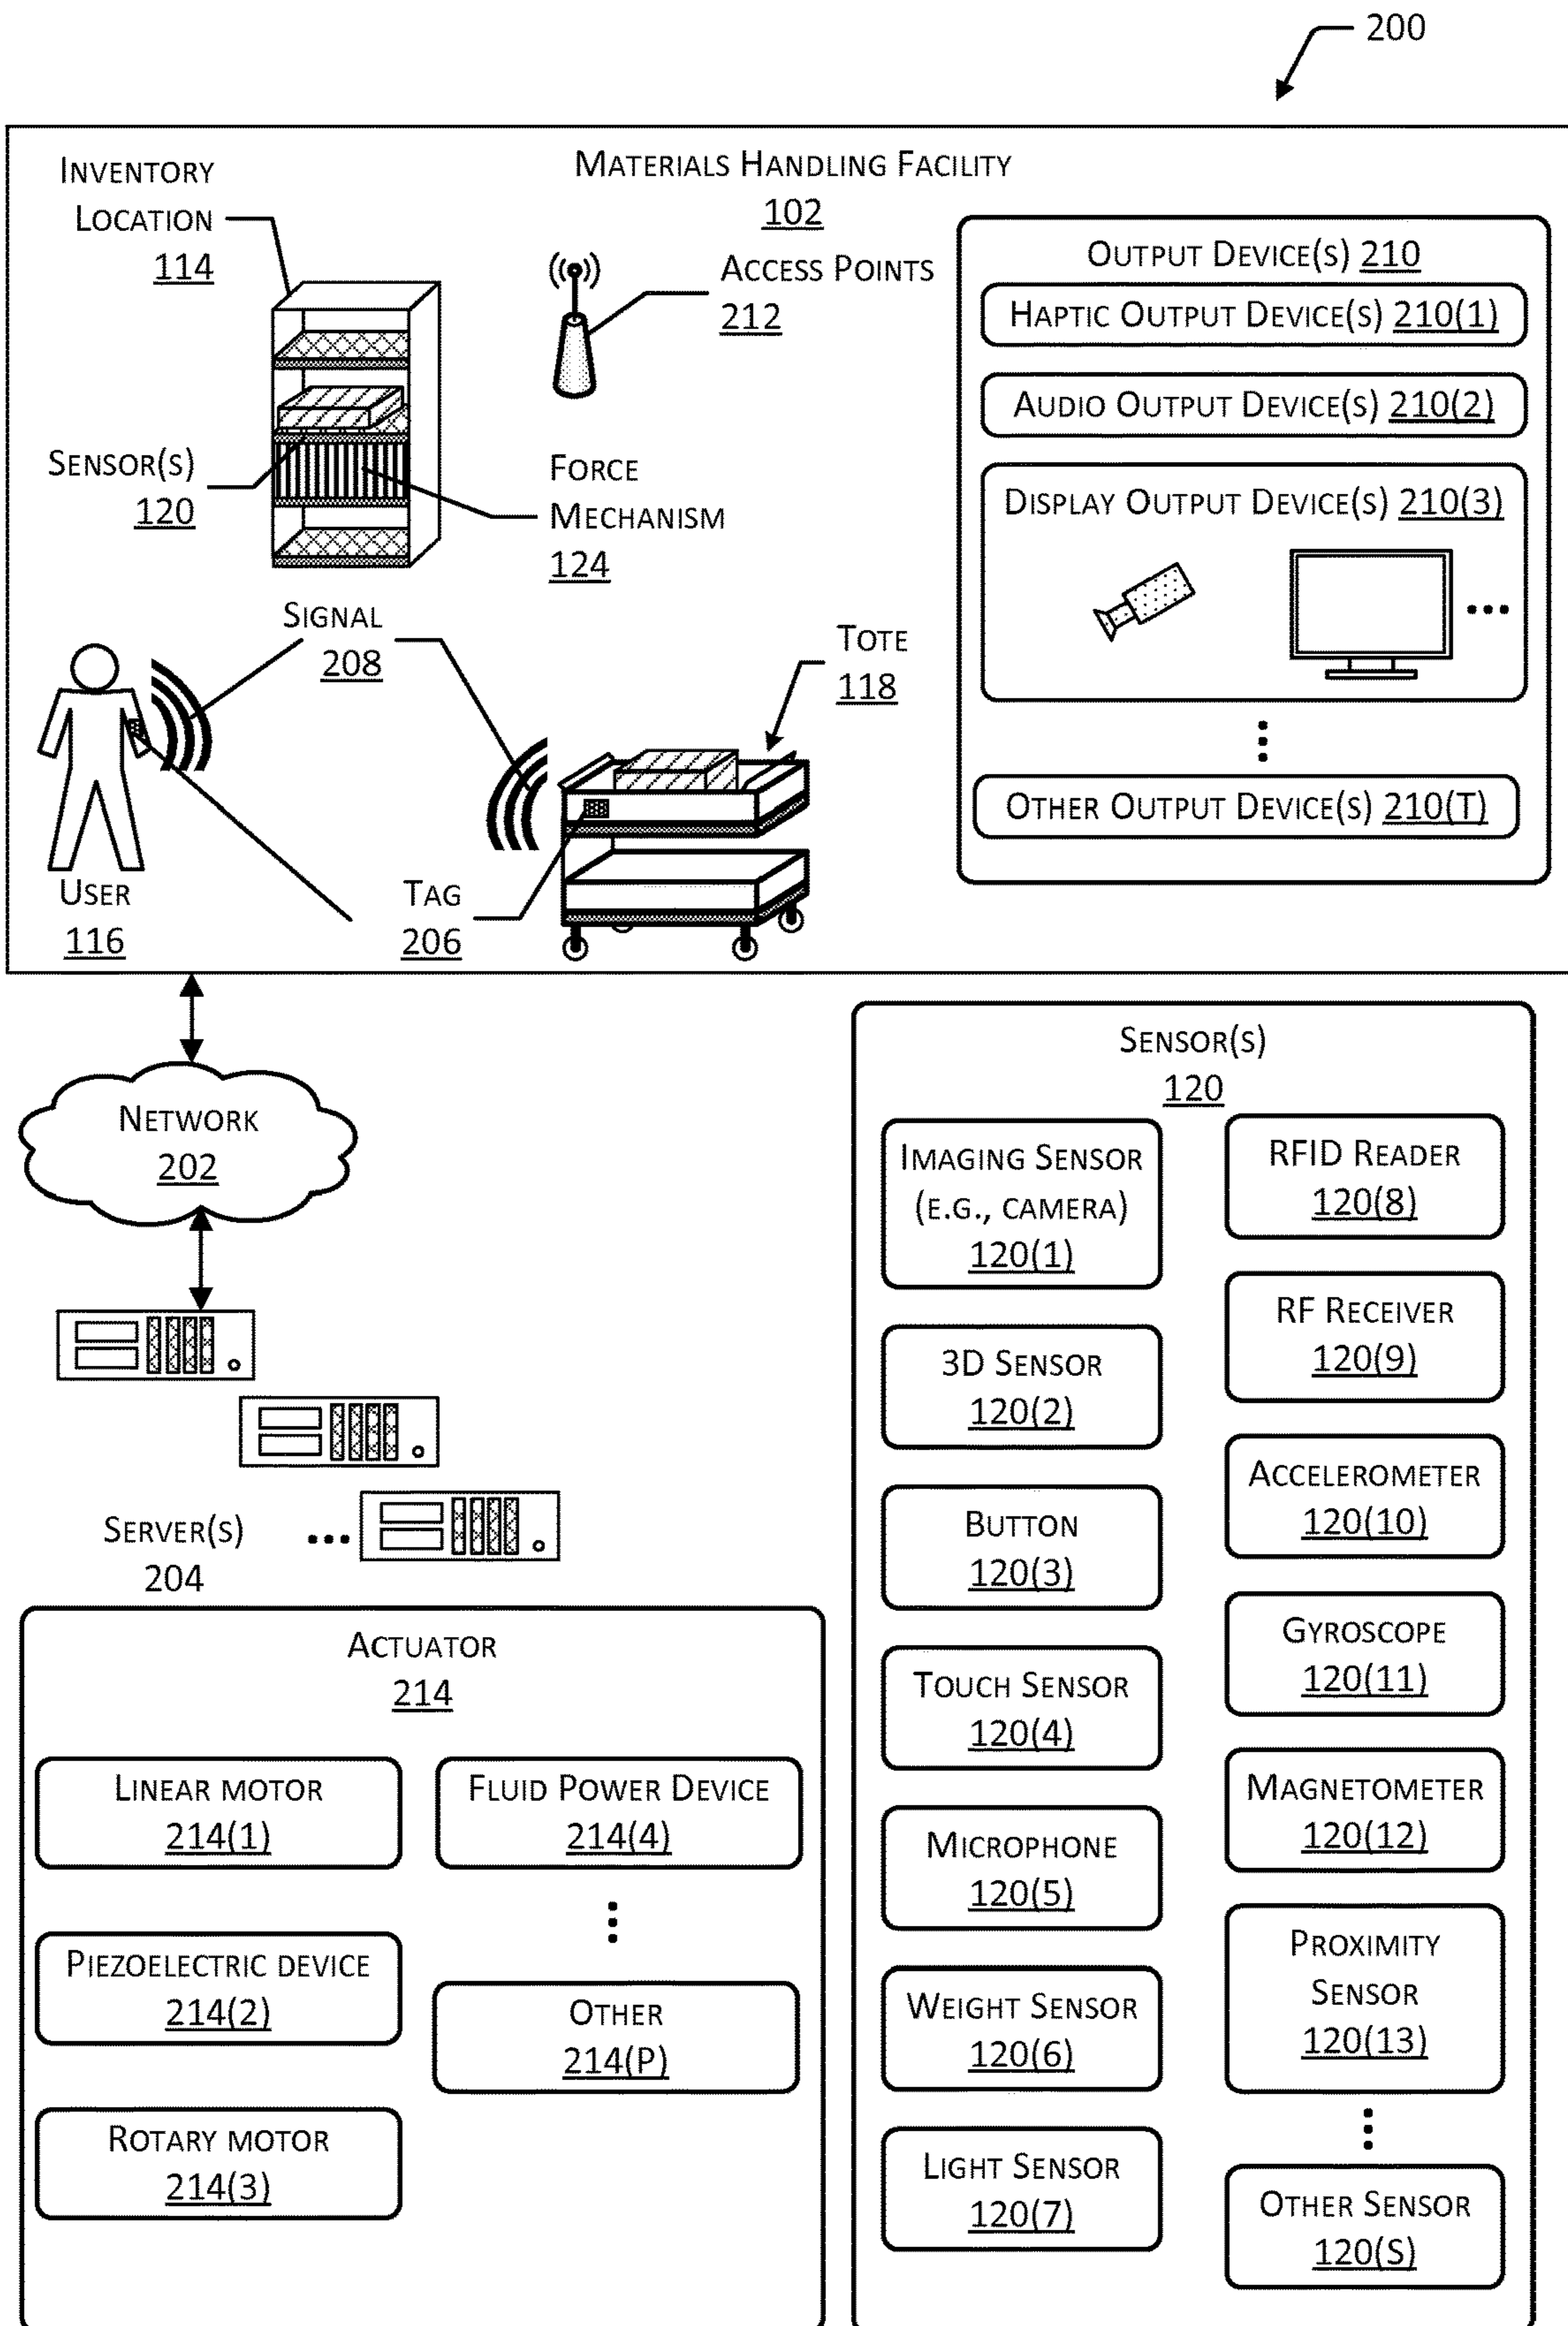 200
MATERIALS HANDLING FACILITY
102
INVENTORY
LOCATION
114
ACCESS POINTS
212
SENSOR(S)
120
FORCE
MECHANISM
124
SIGNAL
208
TOTE
118
USER
116
TAG
206
OUTPUT DEVICE(S) 210
HAPTIC OUTPUT DEVICE(S) 210(1)
AUDIO OUTPUT DEVICE(S) 210(2)
DISPLAY OUTPUT DEVICE(S) 210(3)
OTHER OUTPUT DEVICE(S) 210(T)
NETWORK
202
SERVER(S)
204
ACTUATOR
214
LINEAR MOTOR
214(1)
PIEZOELECTRIC DEVICE
214(2)
ROTARY MOTOR
214(3)
FLUID POWER DEVICE
214(4)
OTHER
214(P)
SENSOR(S)
120
IMAGING SENSOR
(E.G., CAMERA)
120(1)
3D SENSOR
120(2)
BUTTON
120(3)
TOUCH SENSOR
120(4)
MICROPHONE
120(5)
WEIGHT SENSOR
120(6)
LIGHT SENSOR
120(7)
RFID READER
120(8)
RF RECEIVER
120(9)
ACCELEROMETER
120(10)
GYROSCOPE
120(11)
MAGNETOMETER
120(12)
PROXIMITY
SENSOR
120(13)
OTHER SENSOR
120(S)